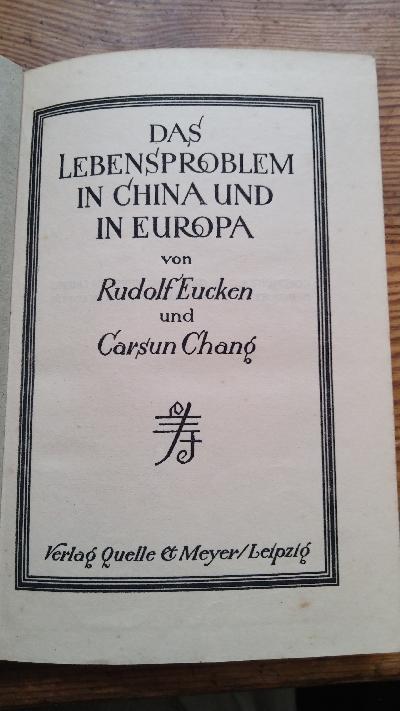 DAS
LEBENSPROBLEM
IN CHINA UND
IN EUROPA
von
Rudolf Eucken
und
Carsun Chang
Verlag Quelle & Meyer/Leipzig